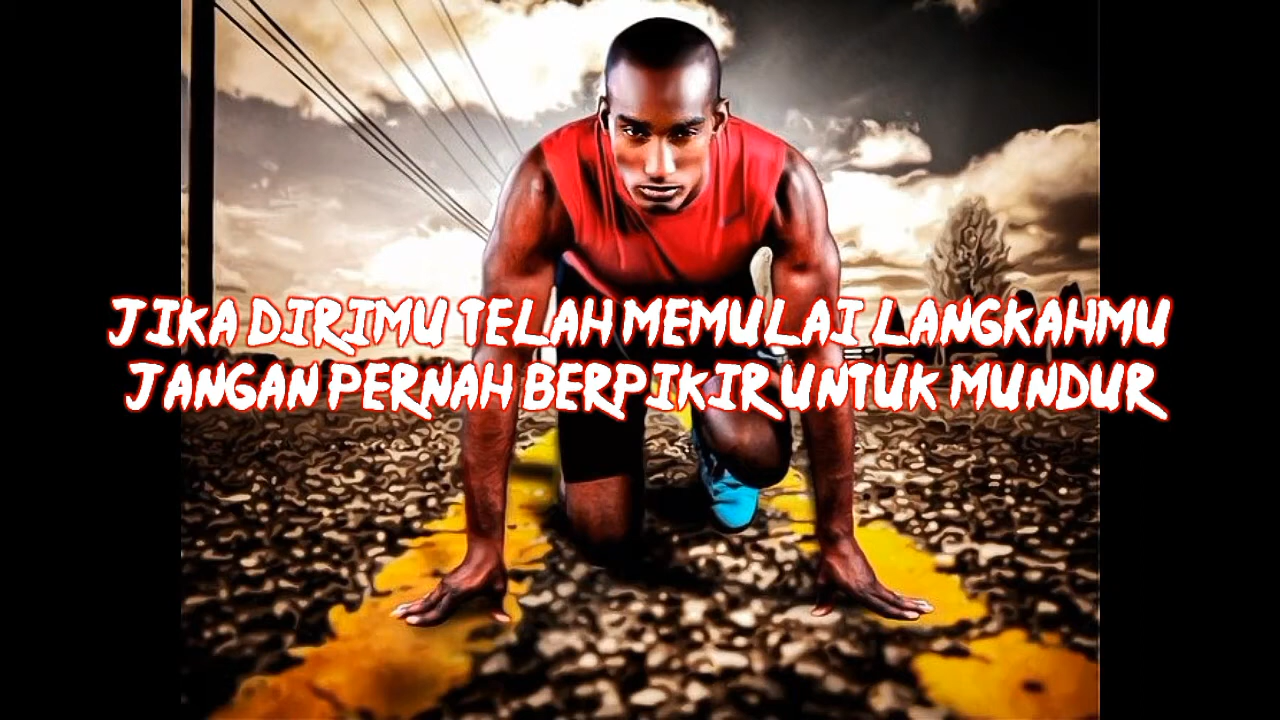 JIKA DIRIMU TELAH MEMULAI LANGKAHMU
JANGAN PERNAH BERPIKIR UNTUK MUNDUR